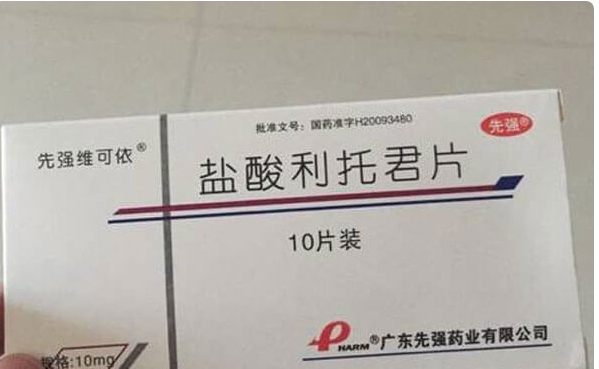 批准文号：国药准字H20093480
先强®
先强维可依®
盐酸利托君片
10片装
PHARM®广东先强药业有限公司
规格:10mg